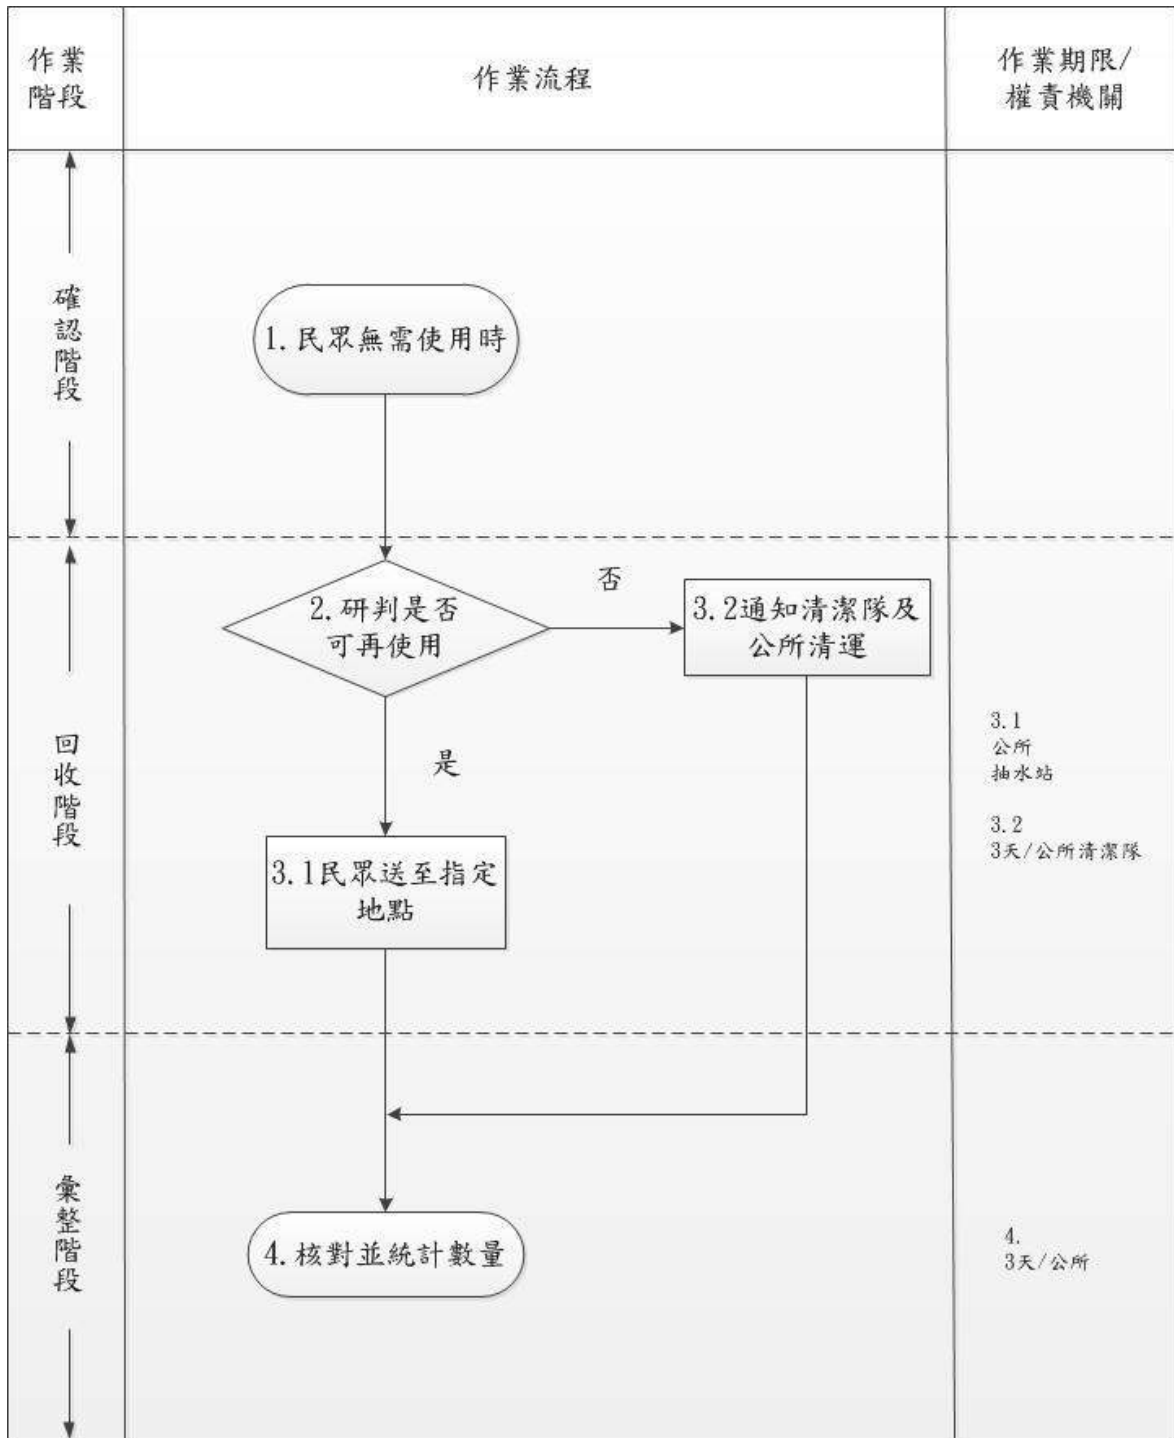 作業
階段
作業流程
作業期限/
權責機關
確認階段
1.民眾無需使用時
回收階段
2.研判是否
可再使用
否
3.2通知清潔隊及
公所清運
是
3.1民眾送至指定
地點
3.1
公所
抽水站
3.2
3天/公所清潔隊
彙整階段
4.核對並統計數量
4.
3天/公所